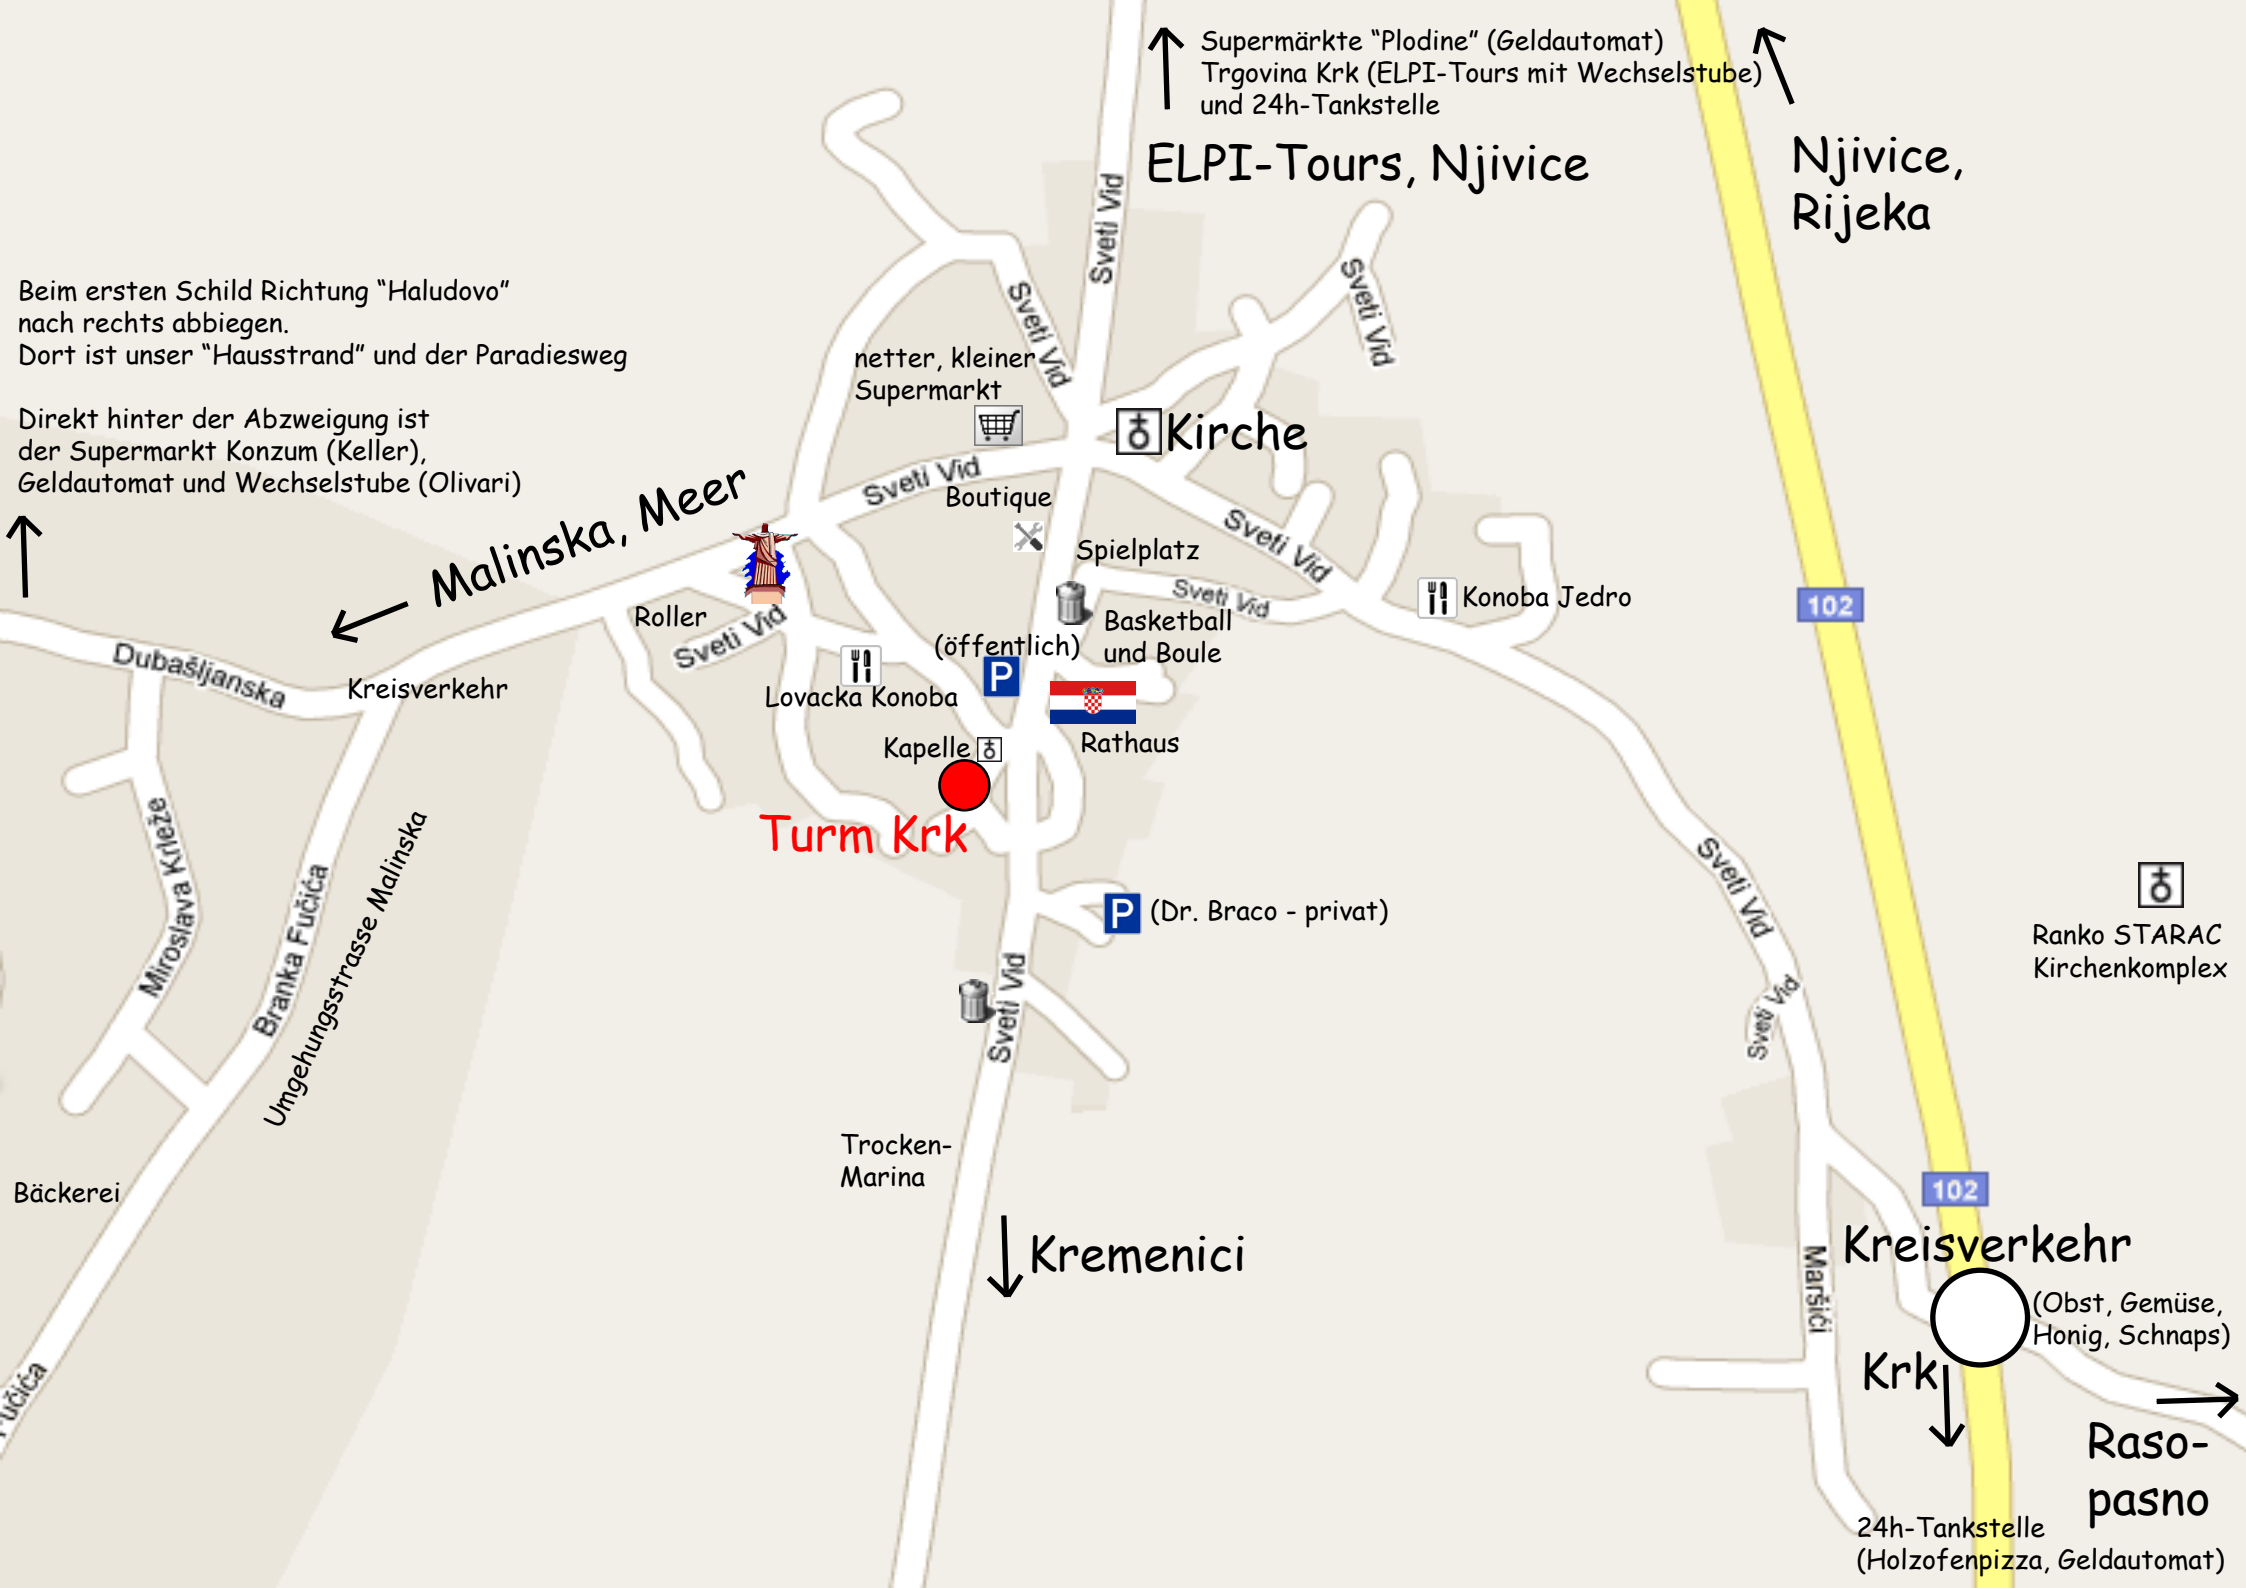 Supermärkte “Plodine” (Geldautomat)
Trgovina Krk (ELPI-Tours mit Wechselstube)
und 24h-Tankstelle
ELPI-Tours, Njivice
Njivice,
Rijeka
Sveti Vid
Sveti Vid
Sveti Vid
Beim ersten Schild Richtung “Haludovo”
nach rechts abbiegen.
Dort ist unser “Hausstrand” und der Paradiesweg
Direkt hinter der Abzweigung ist
der Supermarkt Konzum (Keller),
Geldautomat und Wechselstube (Olivari)
netter, kleiner
Supermarkt
Kirche
Malinska, Meer
Sveti Vid
Boutique
Sveti Vid
Spielplatz
Sveti Vid
Konoba Jedro
102
Roller
Sveti Vid
Basketball
und Boule
(öffentlich)
P
Dubašljanska
Kreisverkehr
Lovacka Konoba
Kapelle
Rathaus
Turm Krk
Miroslava Krleže
Branka Fučića
Umgehungsstrasse Malinska
P
(Dr. Braco - privat)
Sveti Vid
Sveti Vid
Sveti Vid
Ranko STARAC
Kirchenkomplex
Trocken-
Marina
Bäckerei
Kremenici
102
Kreisverkehr
(Obst, Gemüse,
Honig, Schnaps)
Maršići
Krk
Raso-
pasno
učića
24h-Tankstelle
(Holzofenpizza, Geldautomat)